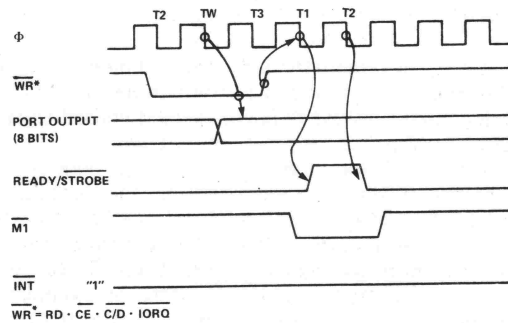 T2 TW T3 T1 T2
Φ
WR*
PORT OUTPUT
(8 BITS)
READY/STROBE
M1
INT "1"
WR* = RD · CE · C/D · IORQ